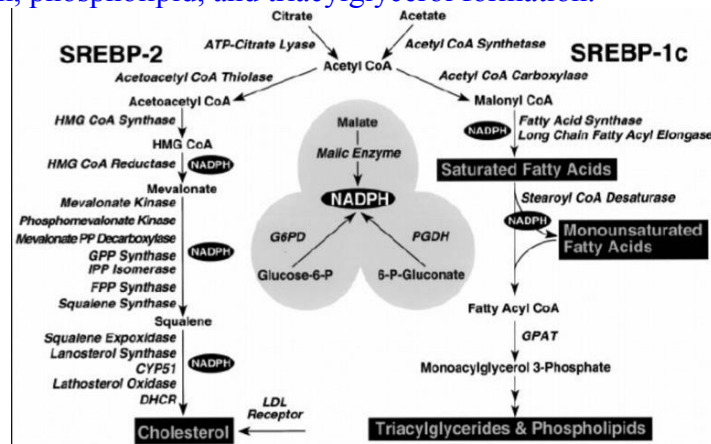 n, phospholipid, and triacylglycerol formation.
Citrate
Acetate
SREBP-2
ATP-Citrate Lyase
Acetyl CoA Synthetase
SREBP-1c
Acetyl CoA
Acetoacetyl CoA Thiolase
Acetyl CoA Carboxylase
Acetoacetyl CoA
Malonyl CoA
HMG CoA Synthase
NADPH
Fatty Acid Synthase
Long Chain Fatty Acyl Elongase
HMG CoA
HMG CoA Reductase
NADPH
Saturated Fatty Acids
Mevalonate
Mevalonate Kinase
Phosphomevalonate Kinase
Mevalonate PP Decarboxylase
GPP Synthase
IPP Isomerase
NADPH
FPP Synthase
Squalene Synthase
Malate
Malic Enzyme
NADPH
G6PD
PGDH
Glucose-6-P
6-P-Gluconate
Stearoyl CoA Desaturase
NADPH
Monounsaturated
Fatty Acids
Squalene
Squalene Expoxidase
Lanosterol Synthase
CYP51
NADPH
Lathosterol Oxidase
DHCR
Fatty Acyl CoA
GPAT
Monoacylglycerol 3-Phosphate
LDL
Receptor
Cholesterol
Triacylglycerides & Phospholipids